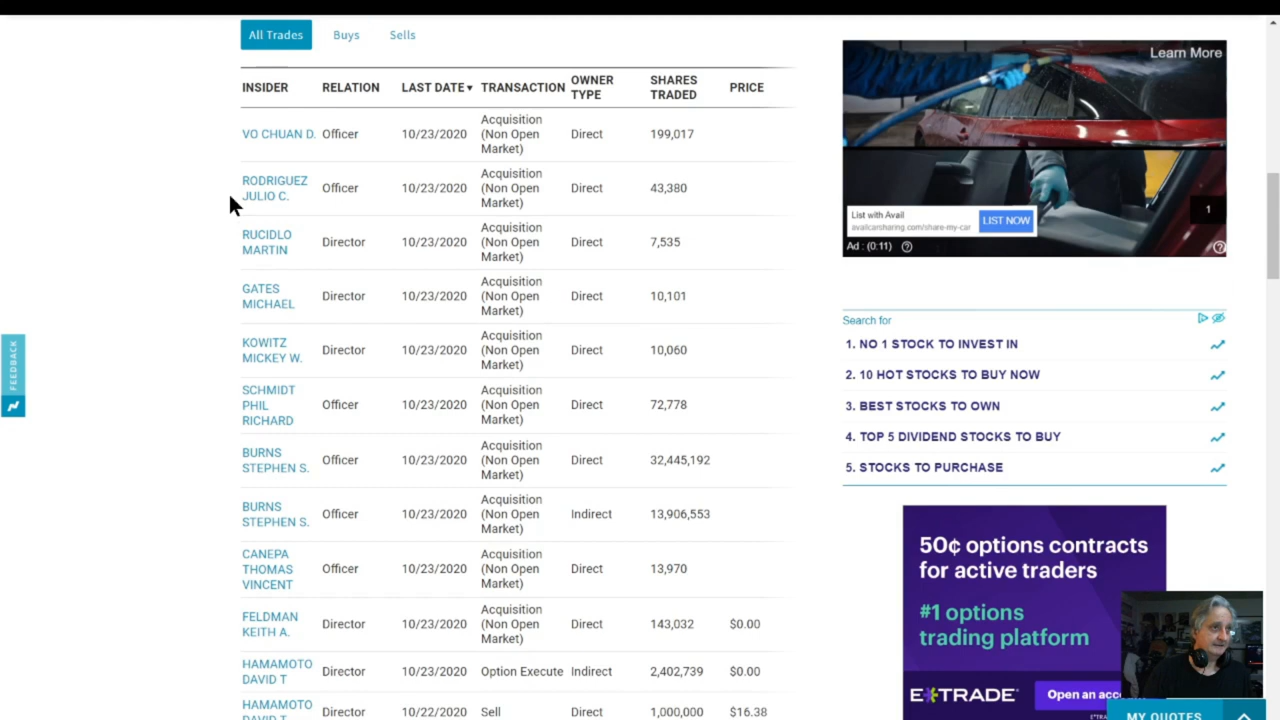 All Trades Buys Sells
INSIDER RELATION LAST DATE TRANSACTION OWNER TYPE SHARES TRADED PRICE
VO CHUAN D. Officer 10/23/2020 Acquisition (Non Open Market) Direct 199,017
RODRIGUEZ JULIO C. Officer 10/23/2020 Acquisition (Non Open Market) Direct 43,380
RUCIDLO MARTIN Director 10/23/2020 Acquisition (Non Open Market) Direct 7,535
GATES MICHAEL Director 10/23/2020 Acquisition (Non Open Market) Direct 10,101
KOWITZ MICKEY W. Director 10/23/2020 Acquisition (Non Open Market) Direct 10,060
SCHMIDT PHIL RICHARD Officer 10/23/2020 Acquisition (Non Open Market) Direct 72,778
BURNS STEPHEN S. Officer 10/23/2020 Acquisition (Non Open Market) Direct 32,445,192
BURNS STEPHEN S. Officer 10/23/2020 Acquisition (Non Open Market) Indirect 13,906,553
CANEPA THOMAS VINCENT Officer 10/23/2020 Acquisition (Non Open Market) Direct 13,970
FELDMAN KEITH A. Director 10/23/2020 Acquisition (Non Open Market) Direct 143,032 $0.00
HAMAMOTO DAVID T Director 10/23/2020 Option Execute Indirect 2,402,739 $0.00
HAMAMOTO DAVID T Director 10/22/2020 Sell Direct 1,000,000 $16.38
FEEDBACK
Learn More
List with Avail
availcarsharing.com/share-my-car
LIST NOW
1
Ad : (0:11)
Search for
1. NO 1 STOCK TO INVEST IN
2. 10 HOT STOCKS TO BUY NOW
3. BEST STOCKS TO OWN
4. TOP 5 DIVIDEND STOCKS TO BUY
5. STOCKS TO PURCHASE
50¢ options contracts
for active traders
#1 options
trading platform
E*TRADE
Open an acc
MY QUOTES